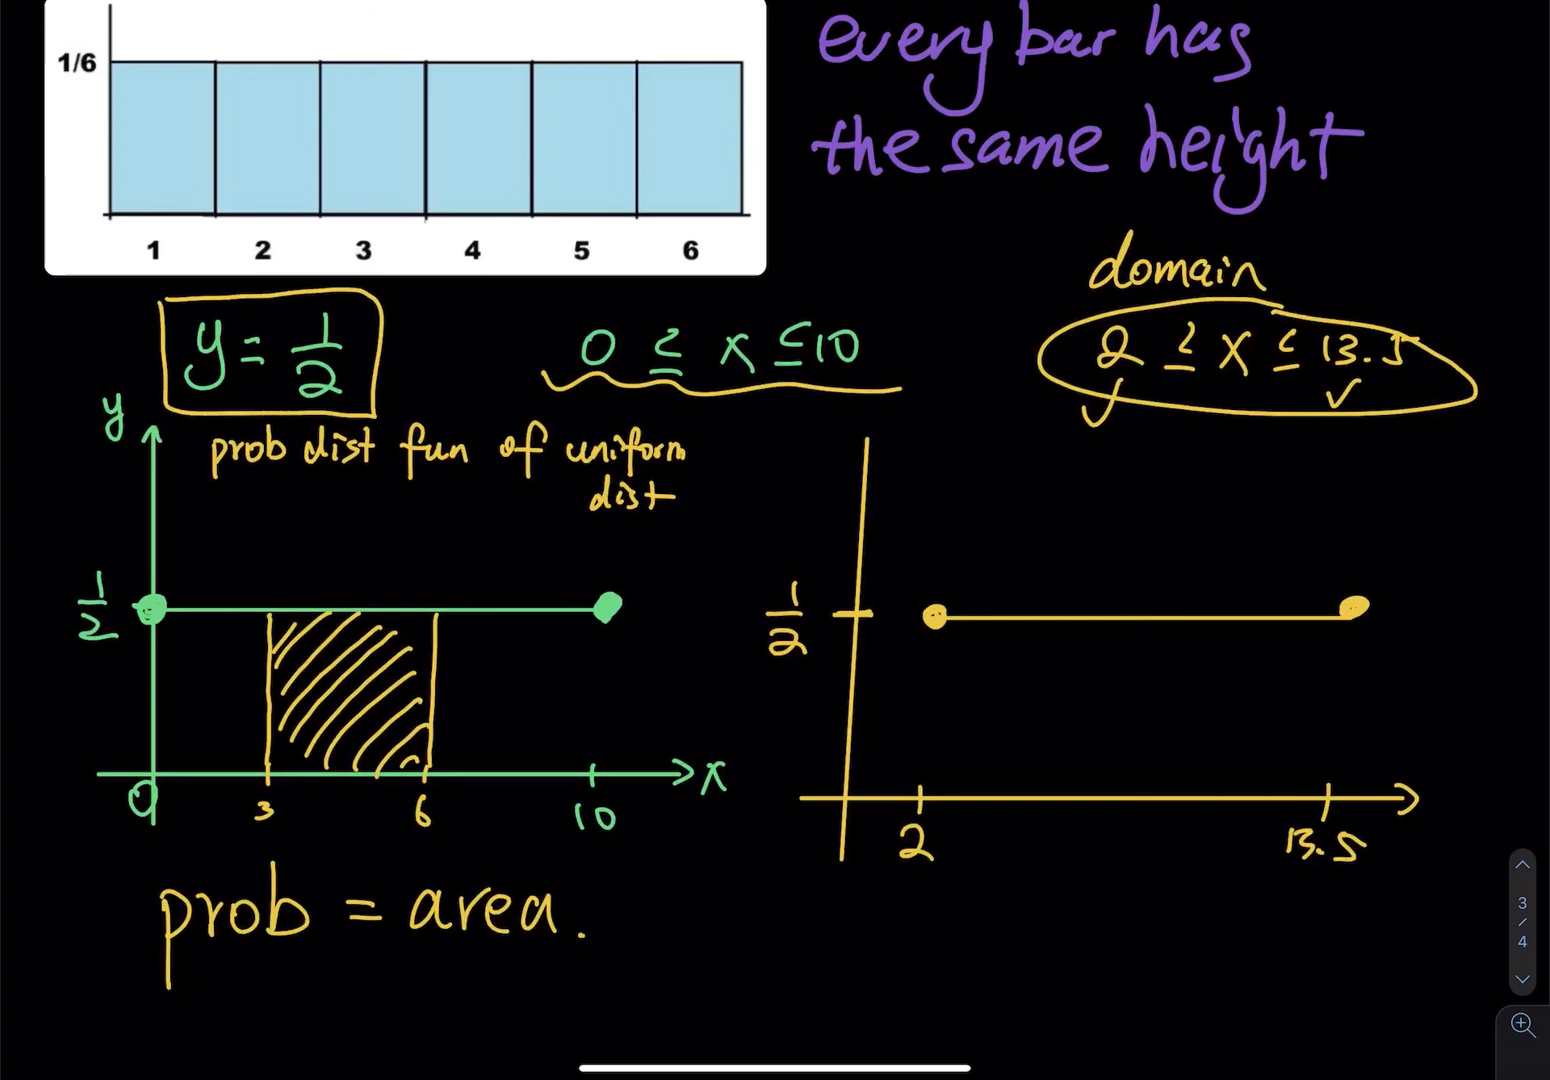 every bar has
the same height
1/6
1 2 3 4 5 6
domain
y = 1/2
0 ≤ x ≤ 10
2 ≤ x ≤ 13.5
y
prob dist fun of uniform
dist
1/2
1/2
0 3 6 10 x
2 13.5
prob = area.
3
/
4